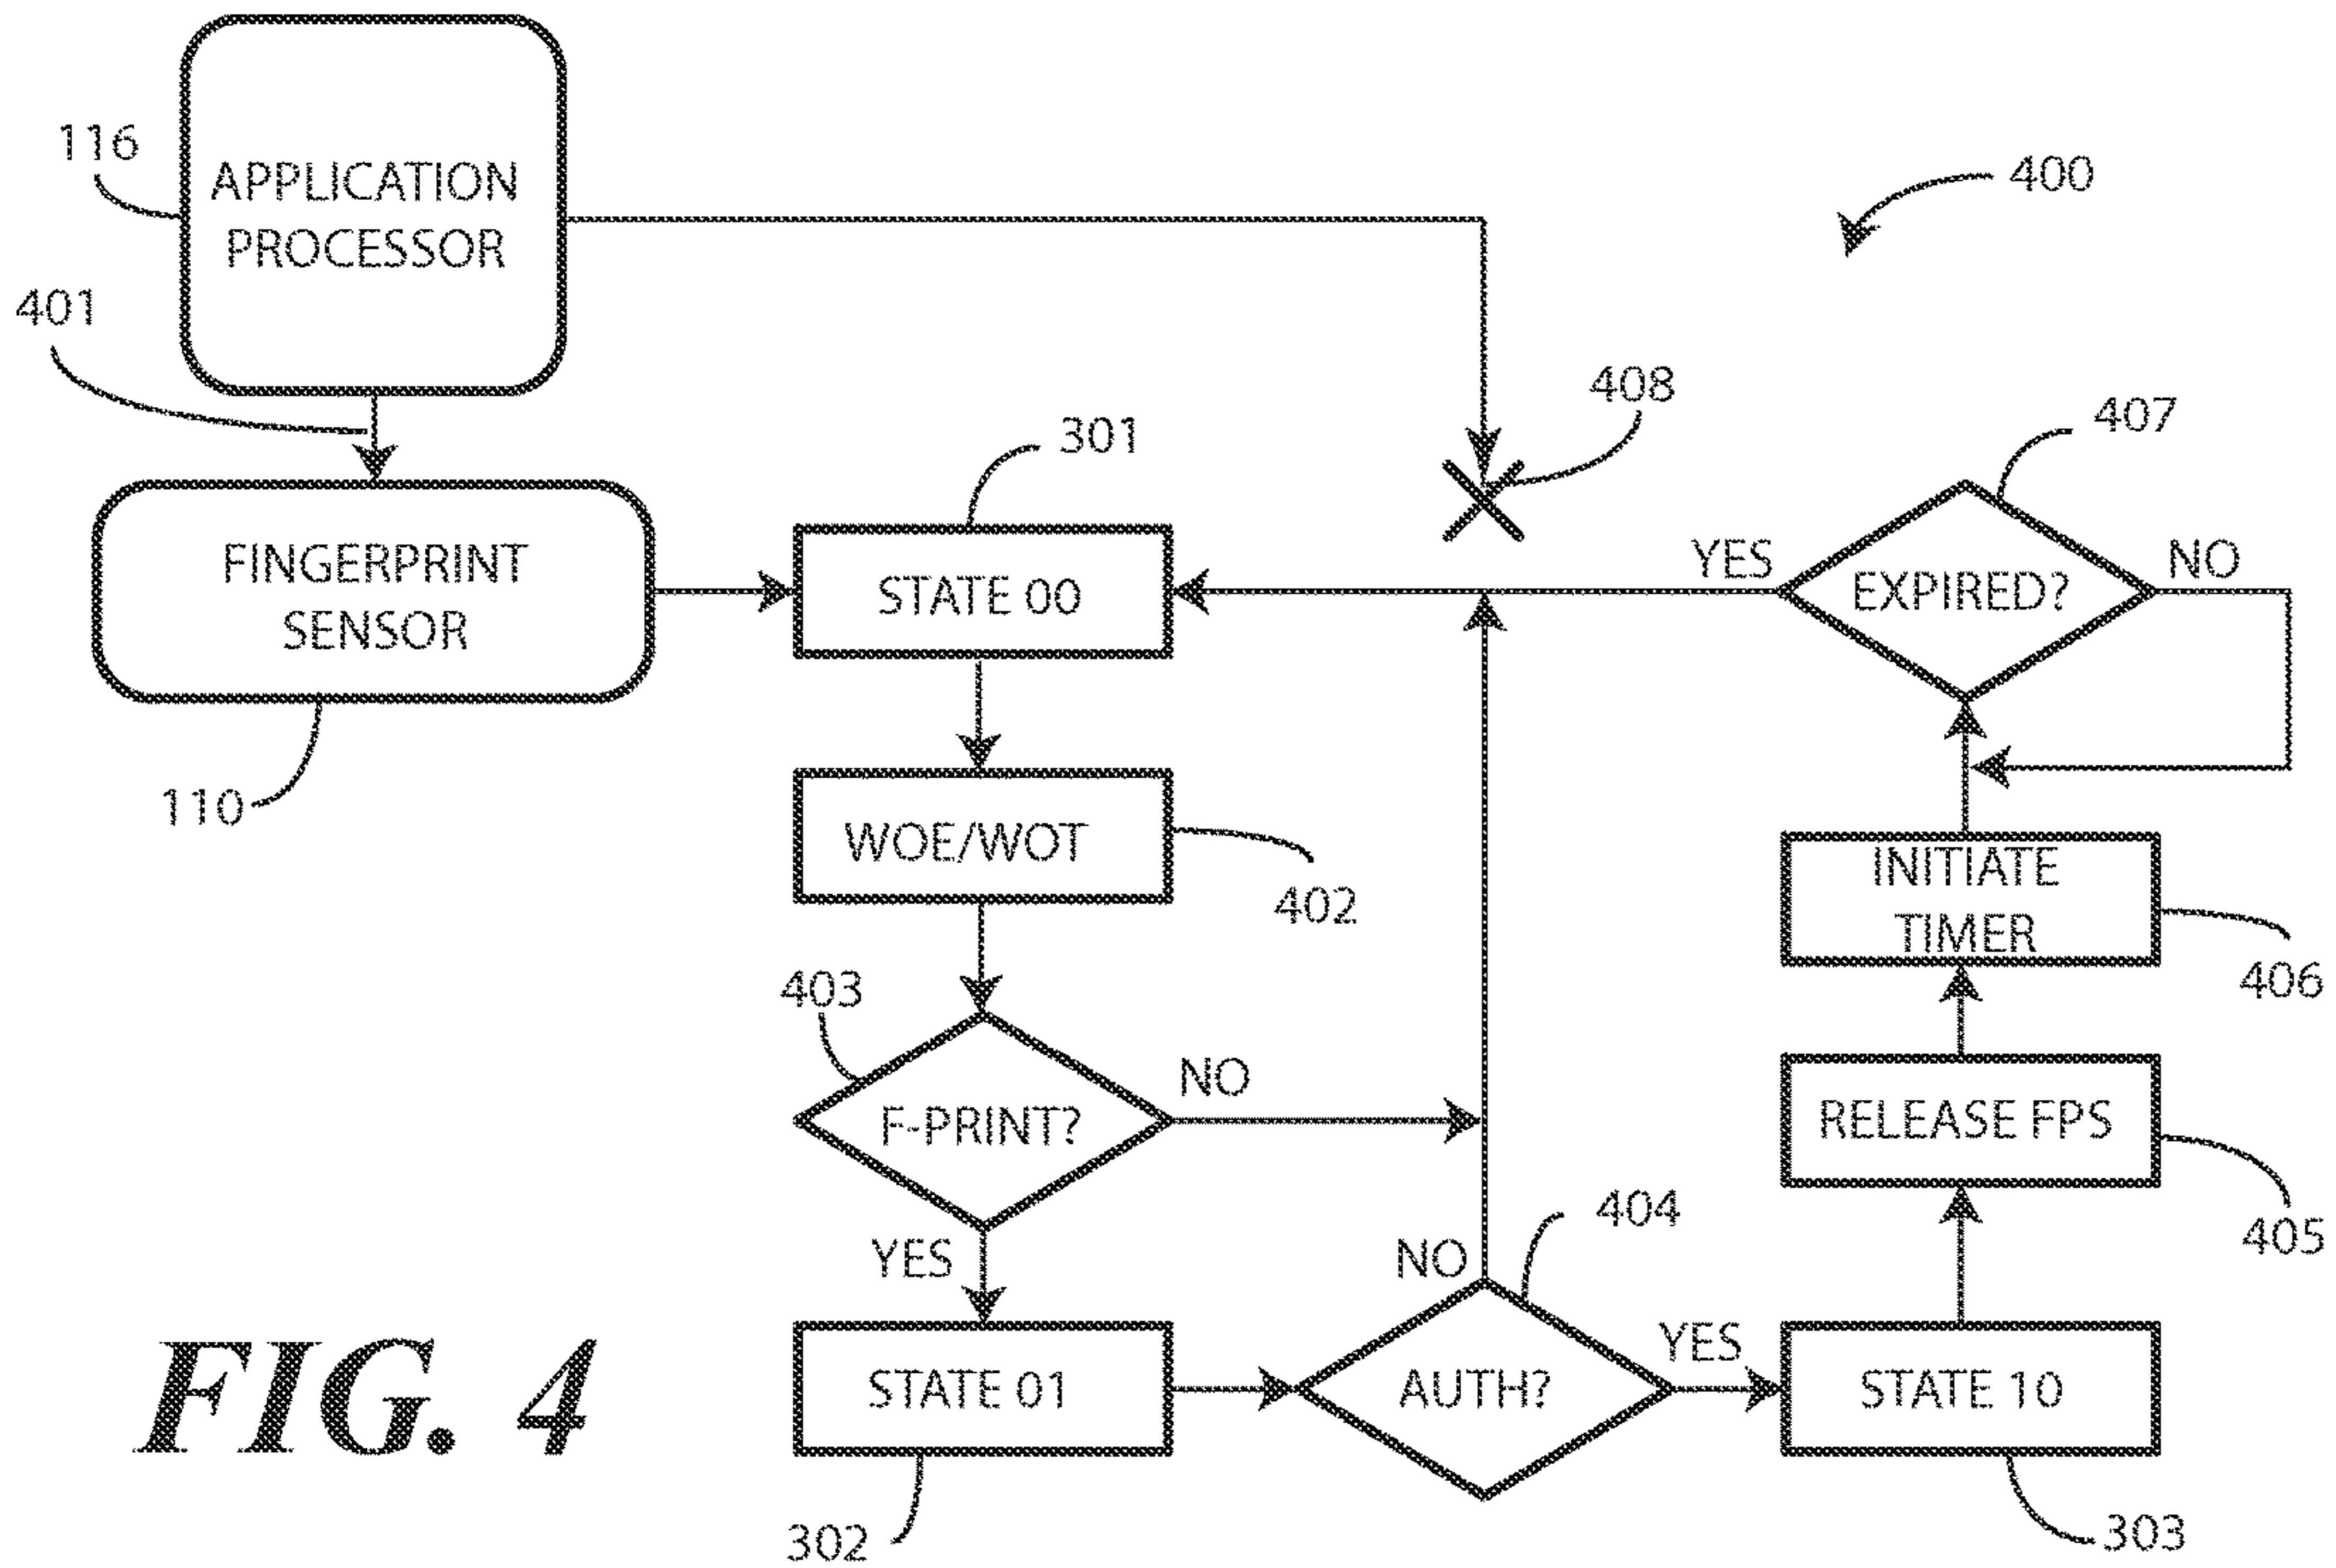 116
APPLICATION
PROCESSOR
400
401
408
407
301
FINGERPRINT
SENSOR
STATE 00
YES
EXPIRED?
NO
110
WOE/WOT
402
INITIATE
TIMER
406
403
F-PRINT?
NO
RELEASE FPS
405
YES
NO
404
STATE 01
AUTH?
YES
STATE 10
302
303
FIG. 4